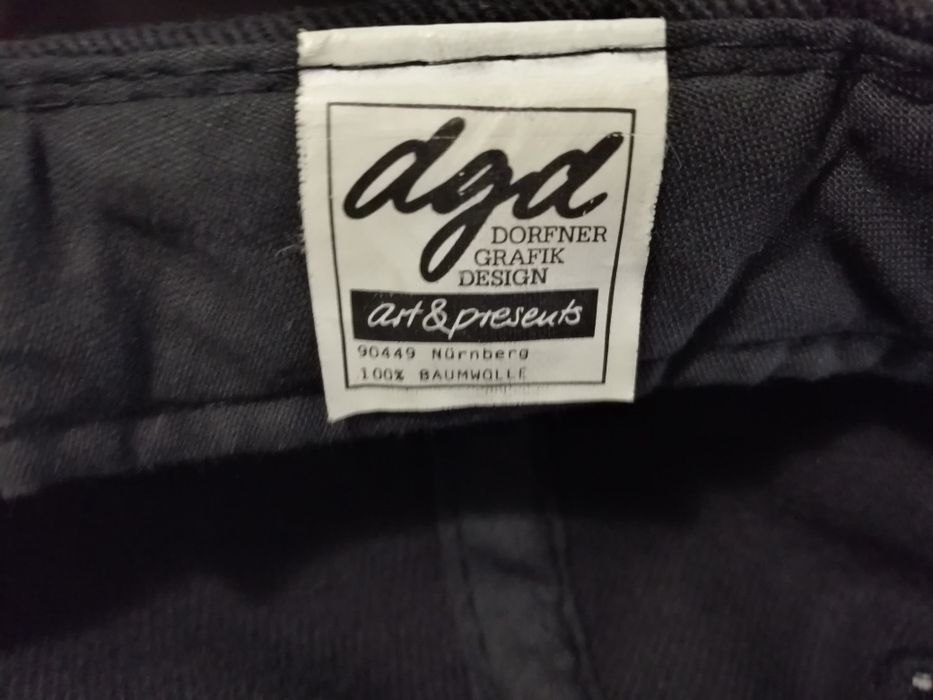 dgd
DORFNER
GRAFIK
DESIGN
art&presents
90449 Nürnberg
100% BAUMWOLLE